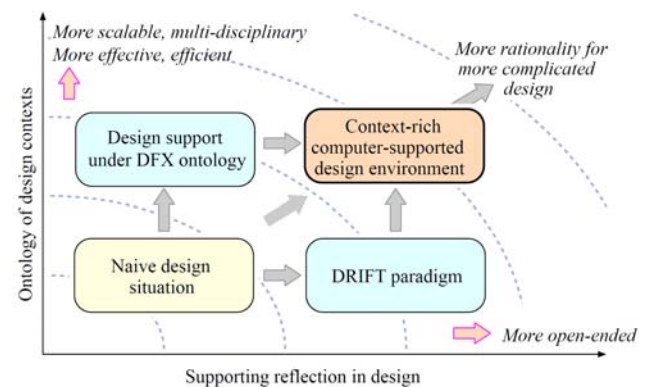 More scalable, multi-disciplinary
More effective, efficient
More rationality for
more complicated
design
Design support
under DFX ontology
Context-rich
computer-supported
design environment
Ontology of design contexts
Naive design
situation
DRIFT paradigm
More open-ended
Supporting reflection in design